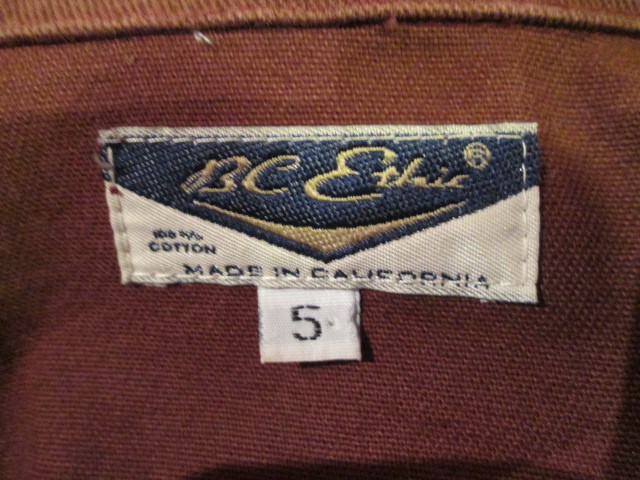 BC Ethic ®
100%
COTTON
MADE IN CALIFORNIA
5